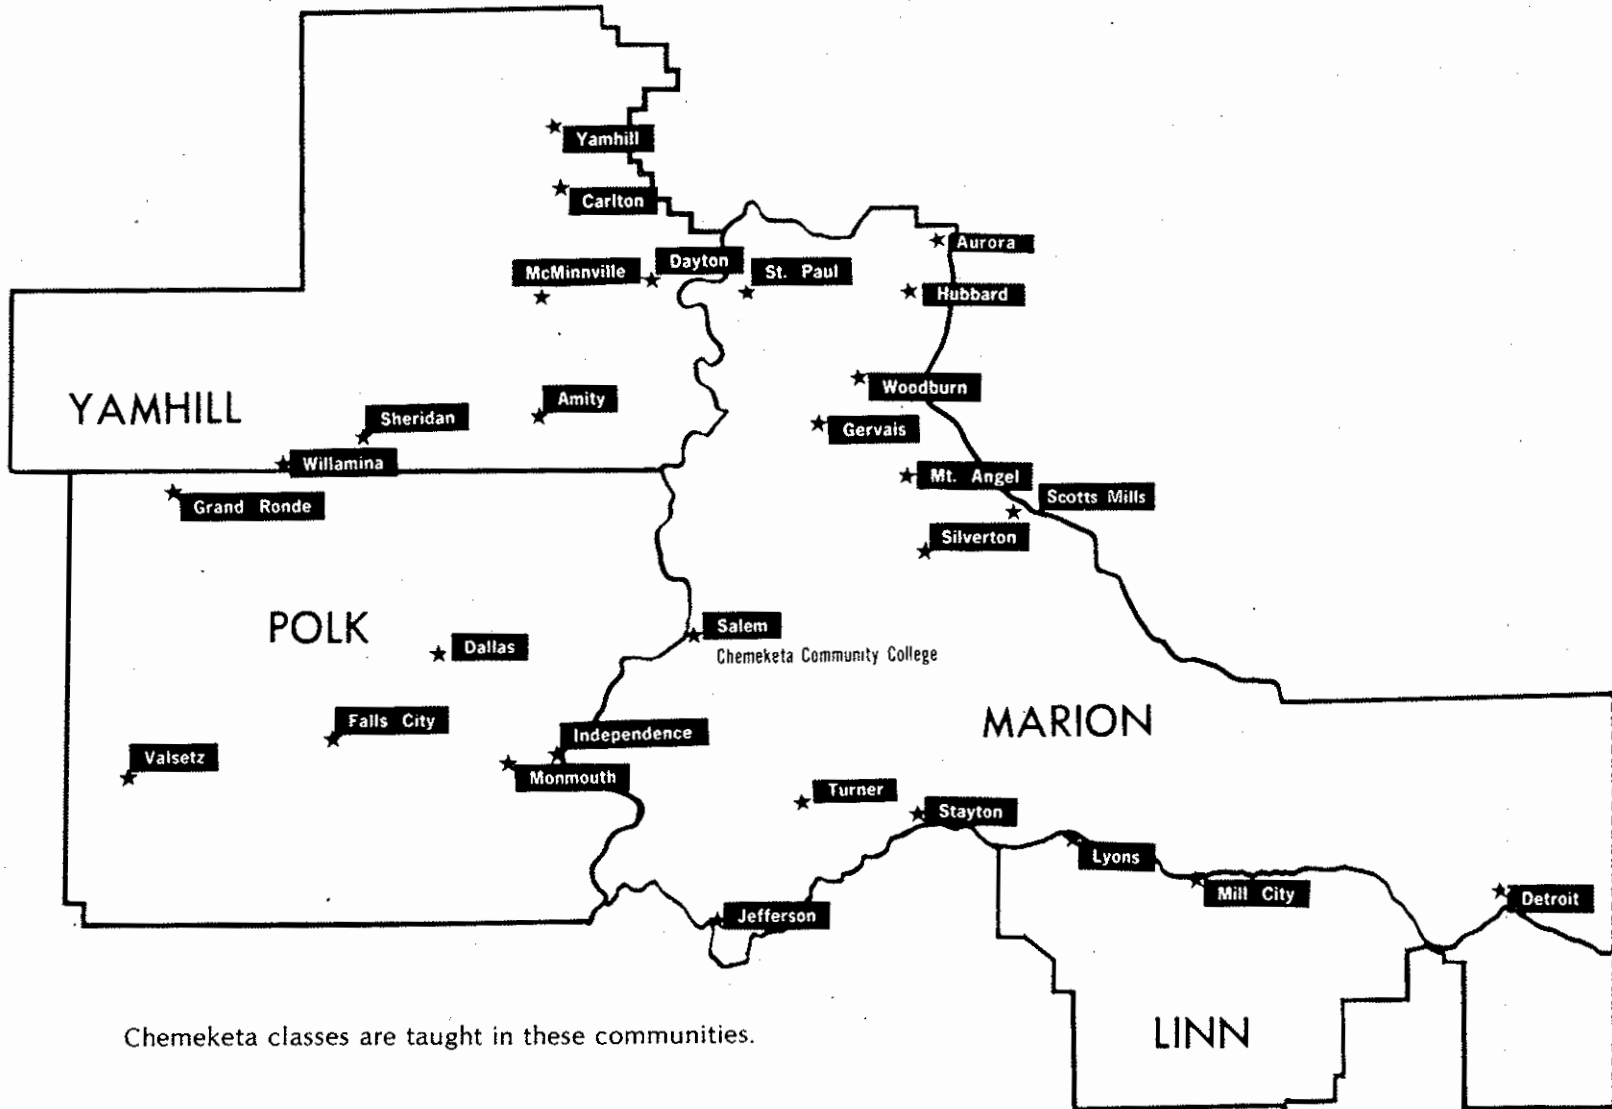 Yamhill
Carlton
Aurora
Dayton
McMinnville
St. Paul
Hubbard
Woodburn
YAMHILL
Amity
Sheridan
Gervais
Willamina
Mt. Angel
Scotts Mills
Grand Ronde
Silverton
POLK
Salem
Chemeketa Community College
Dallas
MARION
Falls City
Independence
Valsetz
Monmouth
Turner
Stayton
Lyons
Mill City
Detroit
Jefferson
LINN
Chemeketa classes are taught in these communities.